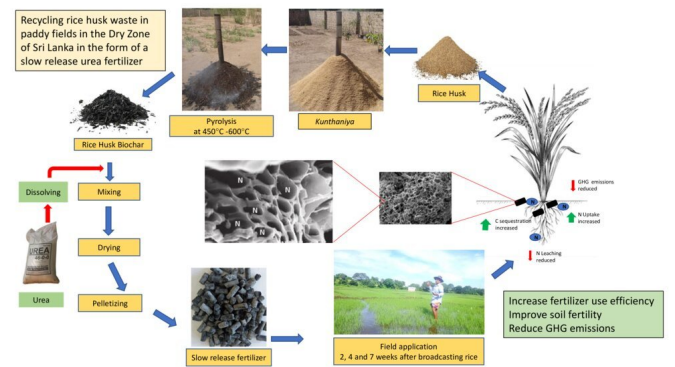 Recycling rice husk waste in
paddy fields in the Dry Zone
of Sri Lanka in the form of a
slow release urea fertilizer
Rice Husk
Kunthaniya
Pyrolysis
at 450°C -600°C
Rice Husk Biochar
Dissolving
Mixing
UREA
Urea
Drying
Pelletizing
Slow release fertilizer
Field application
2, 4 and 7 weeks after broadcasting rice
N
N
N
N
N
N
N
N
N
GHG emissions
reduced
C sequestration
increased
N Uptake
increased
N Leaching
reduced
Increase fertilizer use efficiency
Improve soil fertility
Reduce GHG emissions